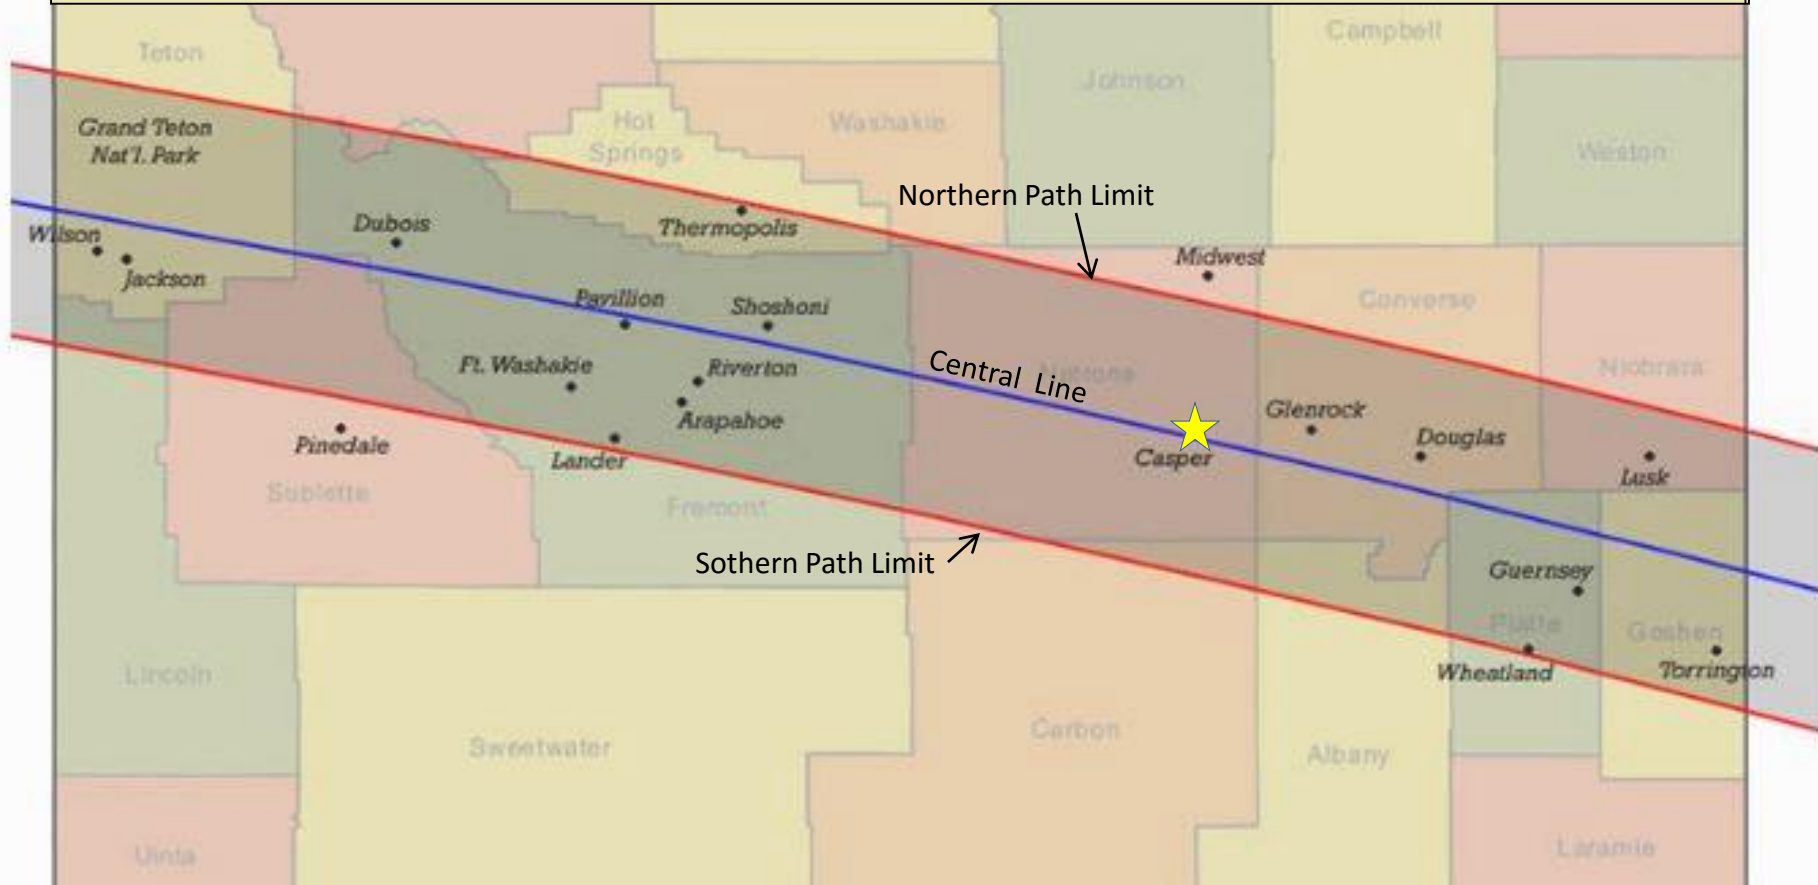 Campbell
Teton
Johnson
Hot
Springs
Washakie
Grand Teton
Nat'l. Park
Weston
Northern Path Limit
Dubois
Thermopolis
Wilson
Midwest
Jackson
Pavillion
Shoshoni
Converse
Ft. Washakie
Riverton
Central Line
Natrona
Niobrara
Arapahoe
Glenrock
Pinedale
Lander
Casper
Douglas
Lusk
Sublette
Fremont
Sothern Path Limit
Guernsey
Platte
Goshen
Lincoln
Wheatland
Torrington
Sweetwater
Carbon
Albany
Uinta
Laramie